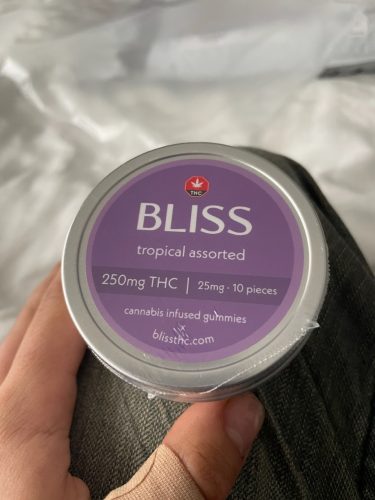 THC
BLISS
tropical assorted
250mg THC | 25mg · 10 pieces
cannabis infused gummies
x
blissthc.com